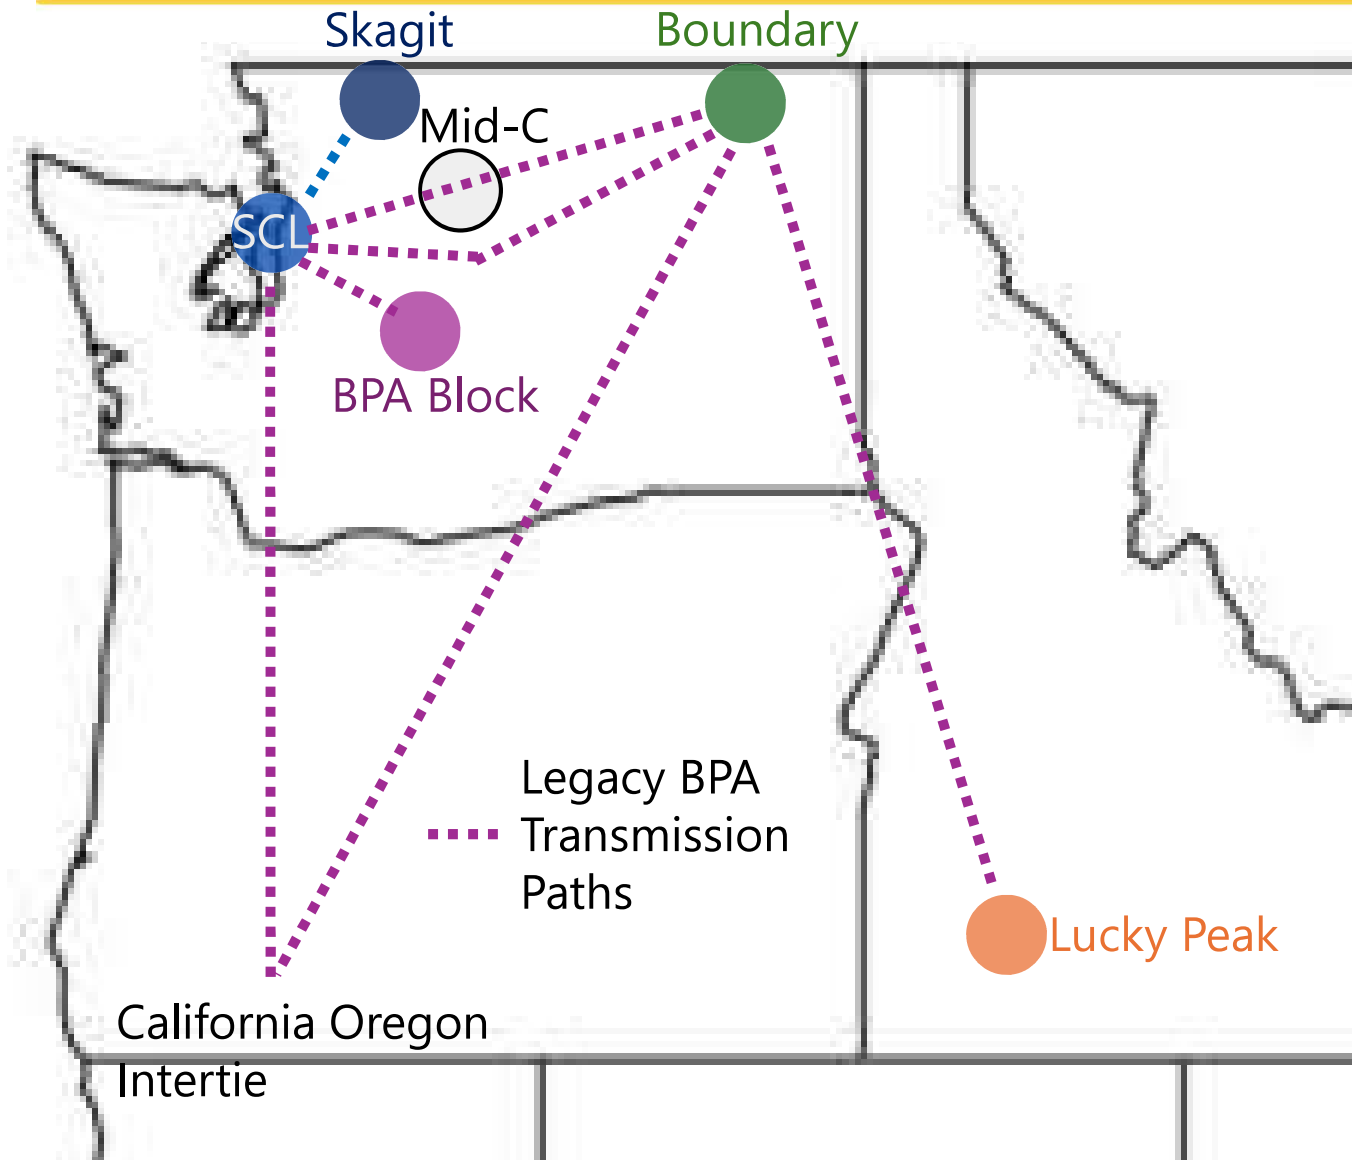 Skagit
Boundary
Mid-C
SCL
BPA Block
Legacy BPA
Transmission
Paths
Lucky Peak
California Oregon
Intertie